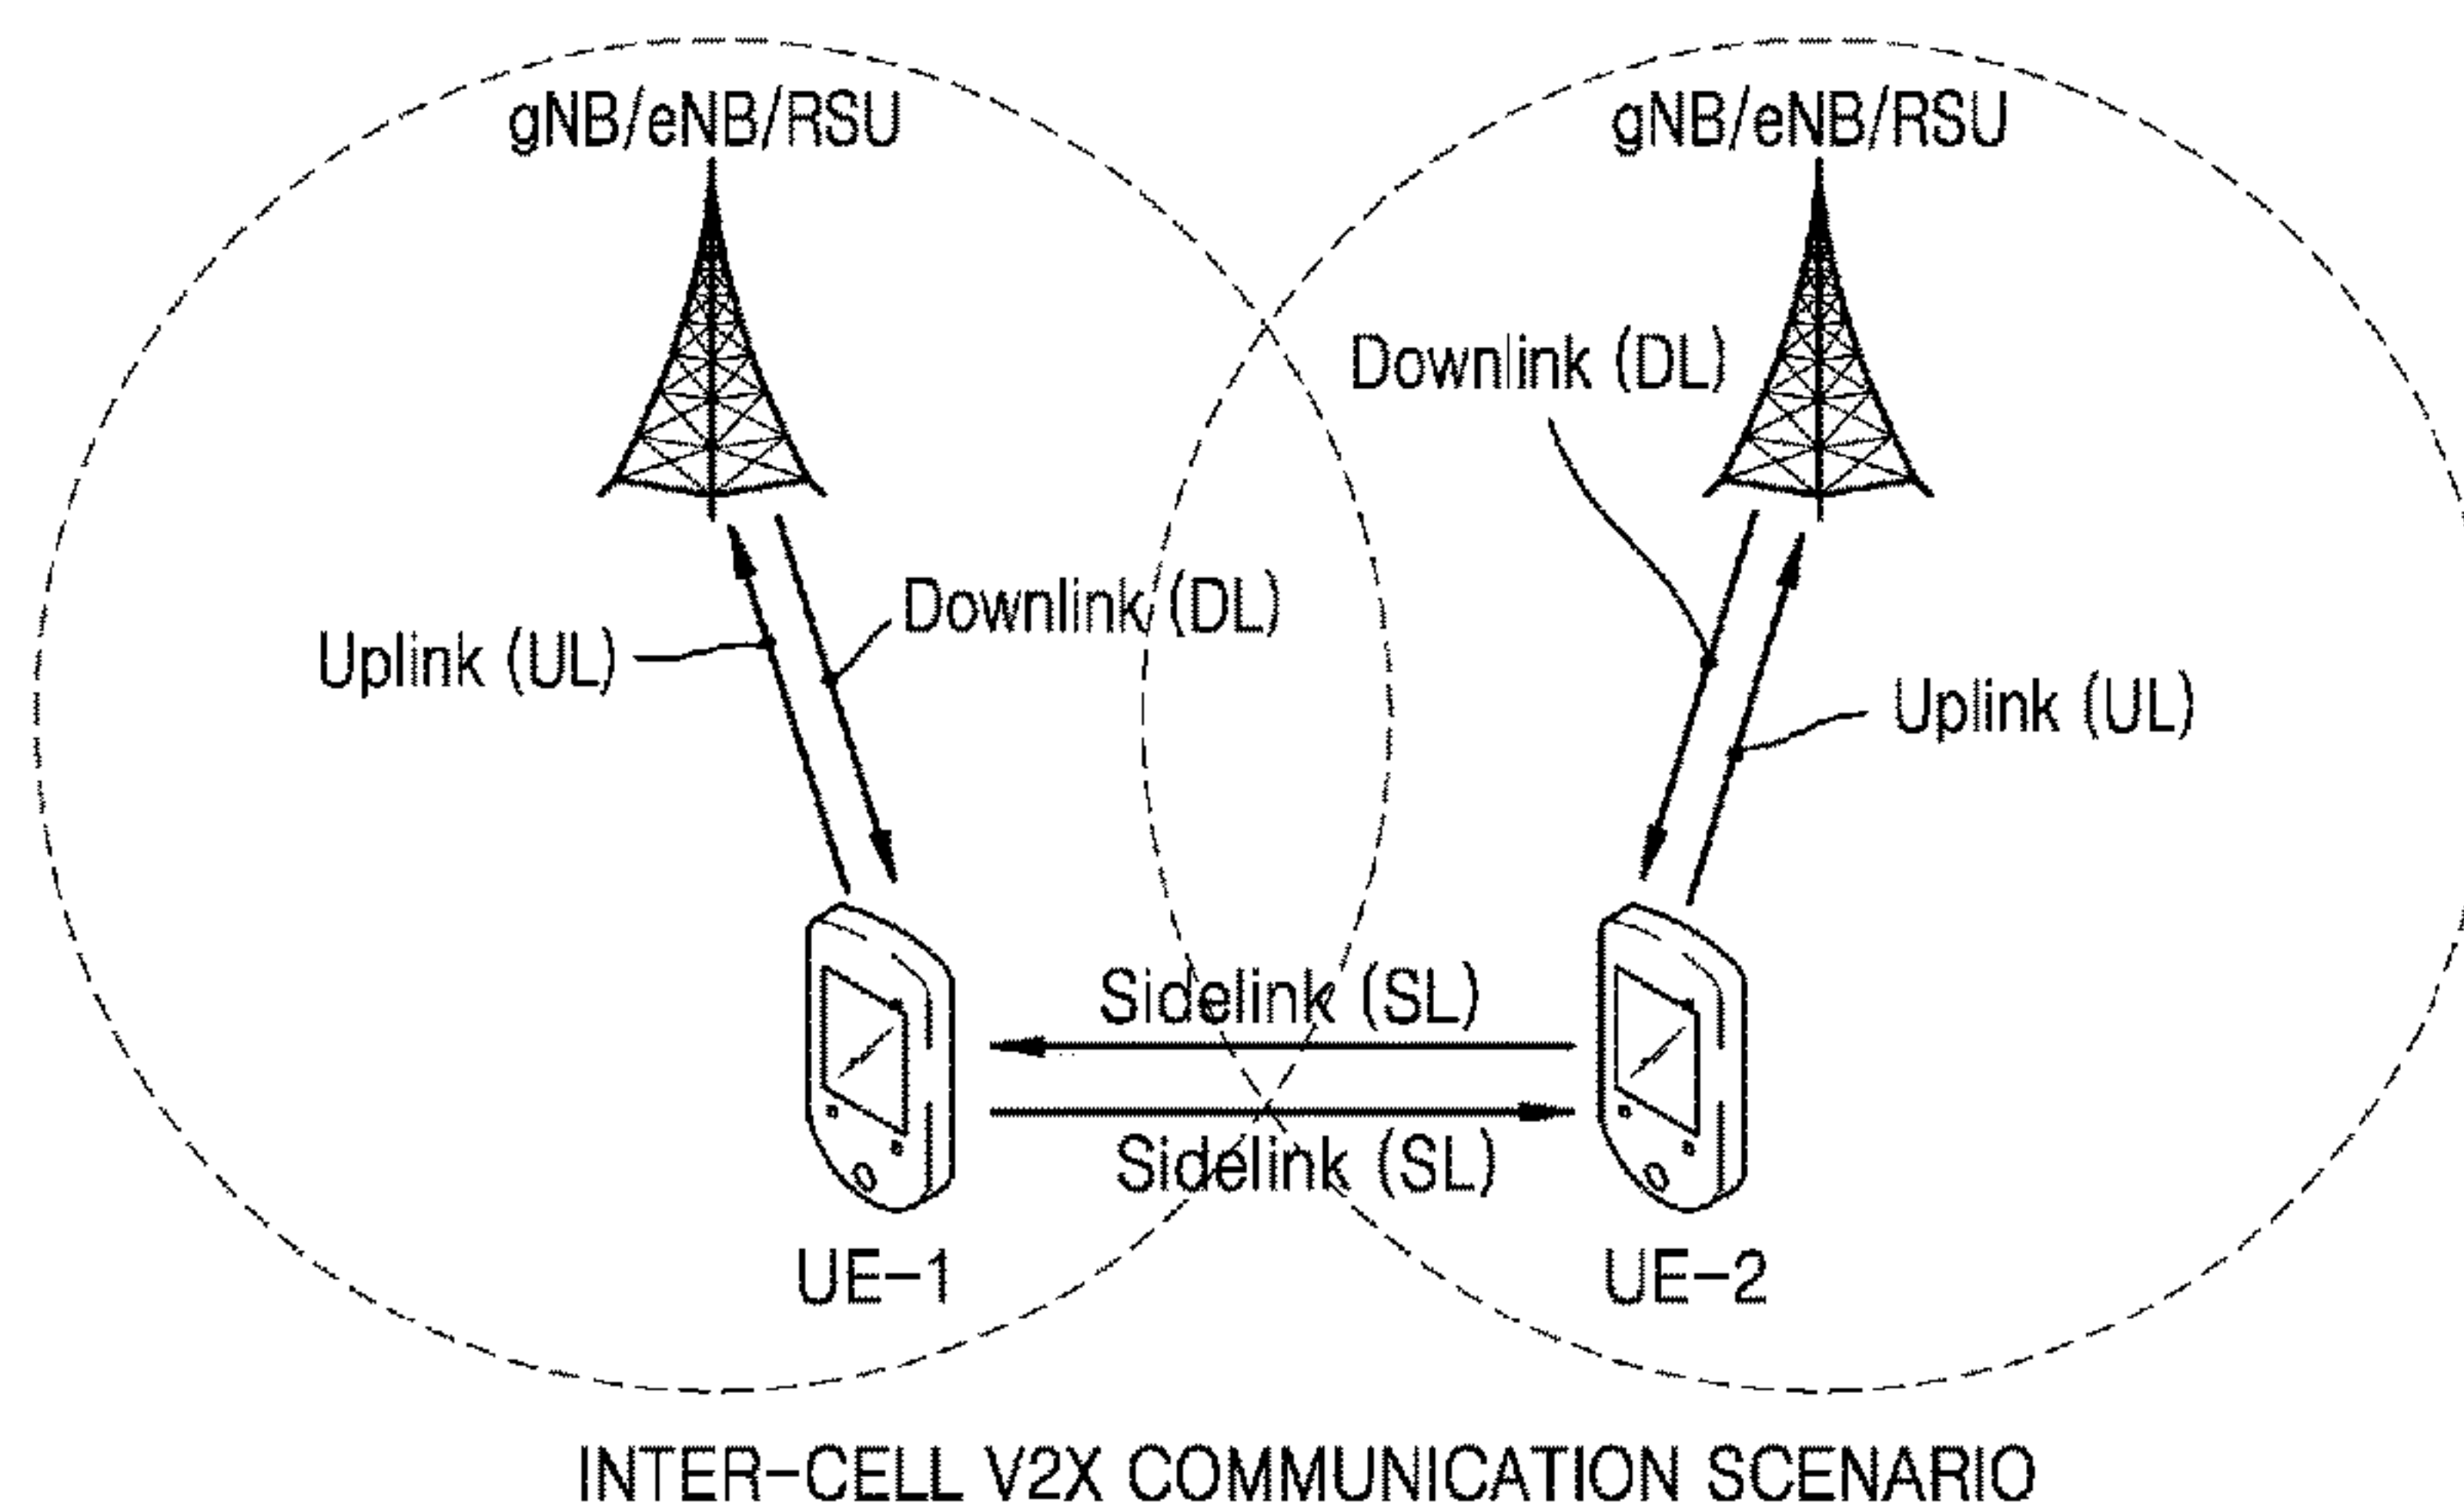 gNB/eNB/RSU
gNB/eNB/RSU
Downlink (DL)
Downlink (DL)
Uplink (UL)
Uplink (UL)
Sidelink (SL)
Sidelink (SL)
UE-1
UE-2
INTER-CELL V2X COMMUNICATION SCENARIO